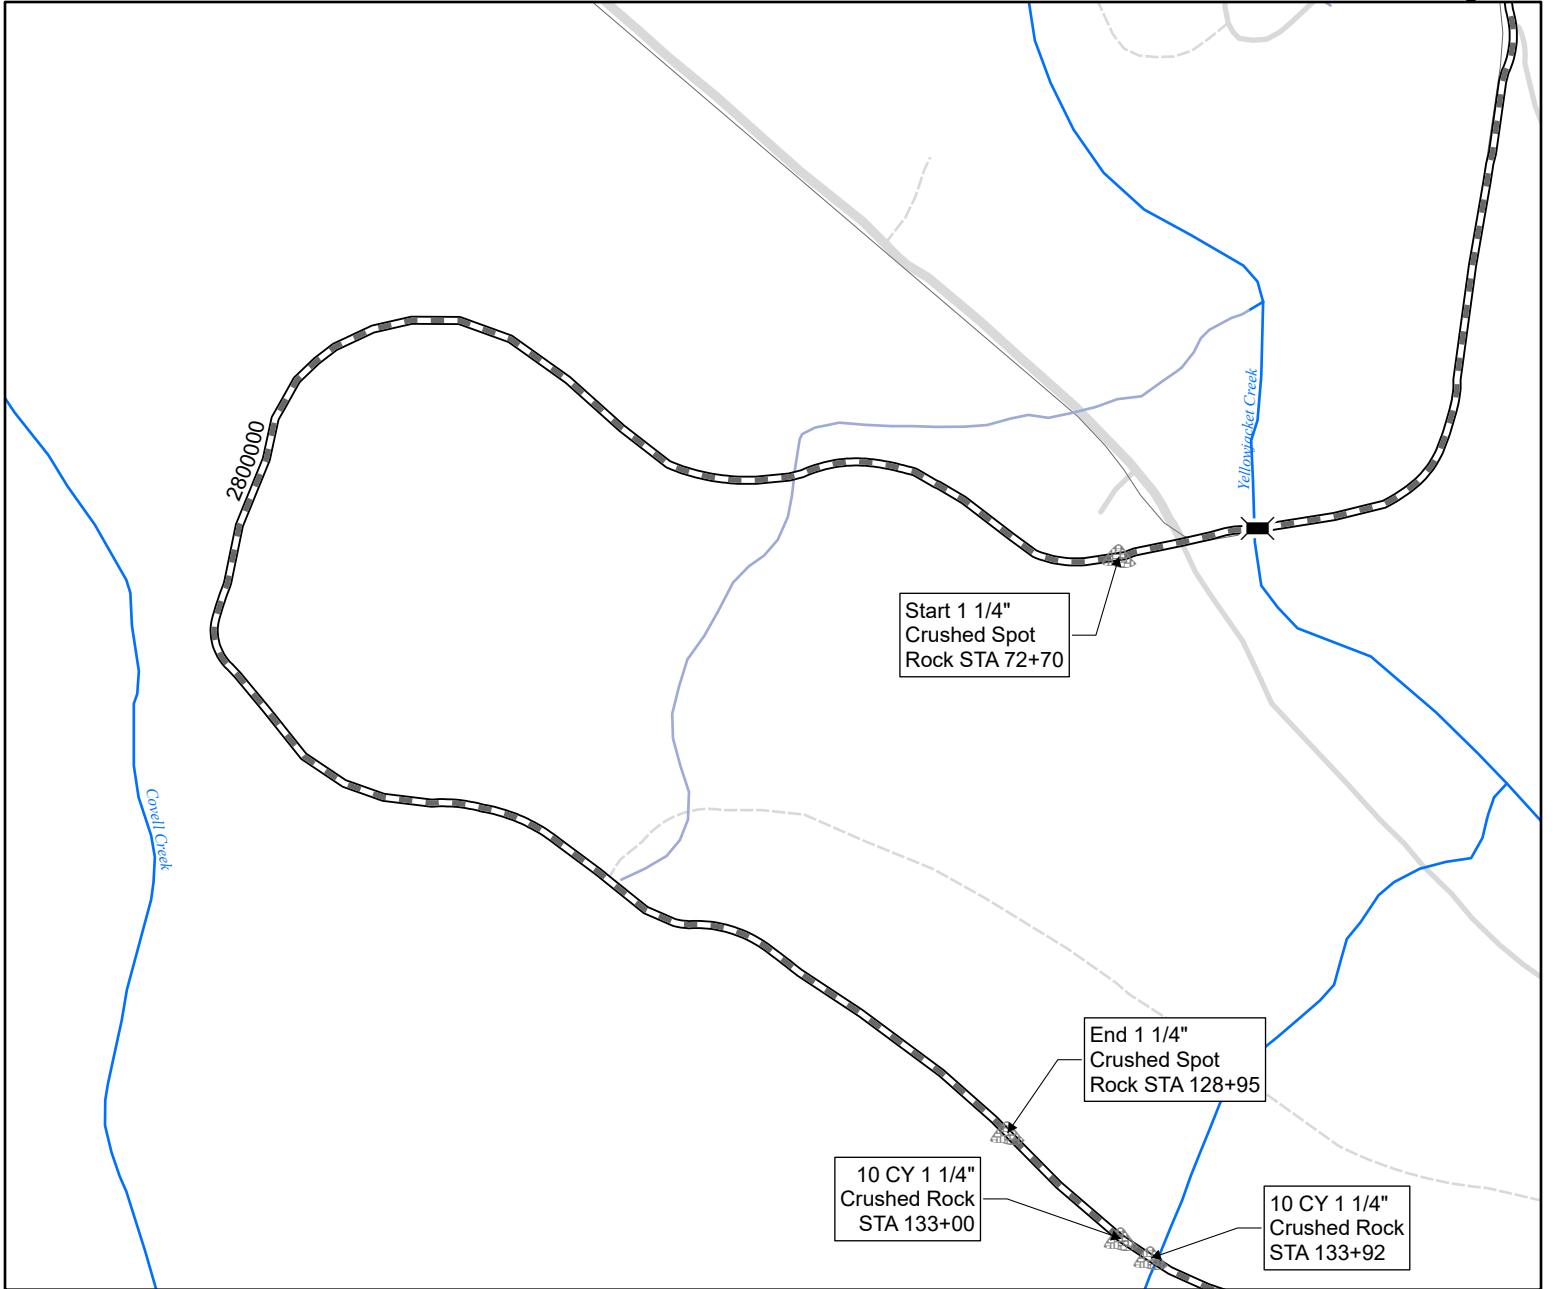 Yellowjacket Creek
2800000
Start 1 1/4"
Crushed Spot
Rock STA 72+70
Covell Creek
End 1 1/4"
Crushed Spot
Rock STA 128+95
10 CY 1 1/4"
Crushed Rock
STA 133+00
10 CY 1 1/4"
Crushed Rock
STA 133+92